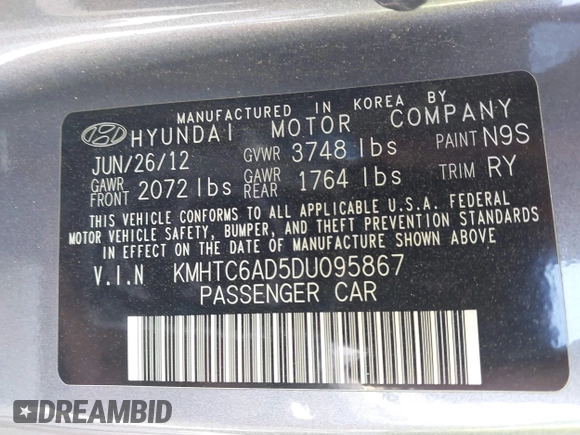 MANUFACTURED IN KOREA BY
HYUNDAI MOTOR COMPANY
JUN/26/12 GVWR 3748 lbs PAINT N9S
GAWR FRONT 2072 lbs GAWR REAR 1764 lbs TRIM RY
THIS VEHICLE CONFORMS TO ALL APPLICABLE U.S.A. FEDERAL
MOTOR VEHICLE SAFETY, BUMPER, AND THEFT PREVENTION STANDARDS
IN EFFECT ON THE DATE OF MANUFACTURE SHOWN ABOVE
V.I.N KMHTC6AD5DU095867
PASSENGER CAR
DREAMBID